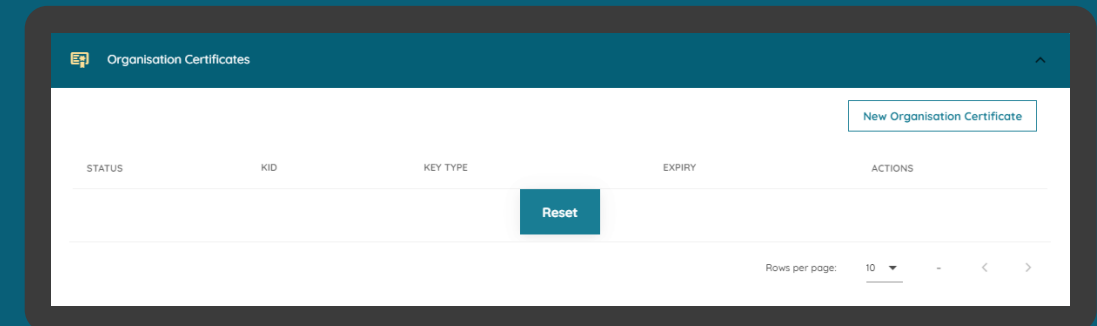 Organisation Certificates
New Organisation Certificate
STATUS KID KEY TYPE EXPIRY ACTIONS
Reset
Rows per page: 10 -